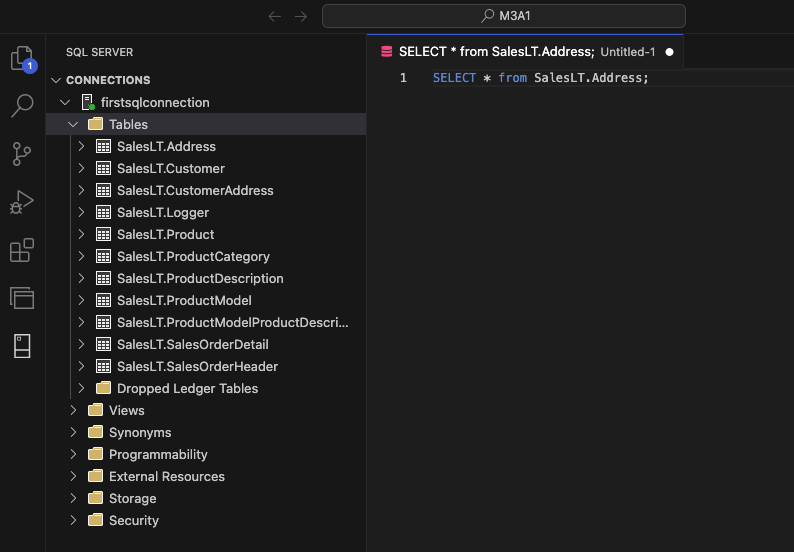 M3A1
1
SQL SERVER
CONNECTIONS
firstsqlconnection
Tables
SalesLT.Address
SalesLT.Customer
SalesLT.CustomerAddress
SalesLT.Logger
SalesLT.Product
SalesLT.ProductCategory
SalesLT.ProductDescription
SalesLT.ProductModel
SalesLT.ProductModelProductDescri...
SalesLT.SalesOrderDetail
SalesLT.SalesOrderHeader
Dropped Ledger Tables
Views
Synonyms
Programmability
External Resources
Storage
Security
SELECT * from SalesLT.Address; Untitled-1
1 SELECT * from SalesLT.Address;